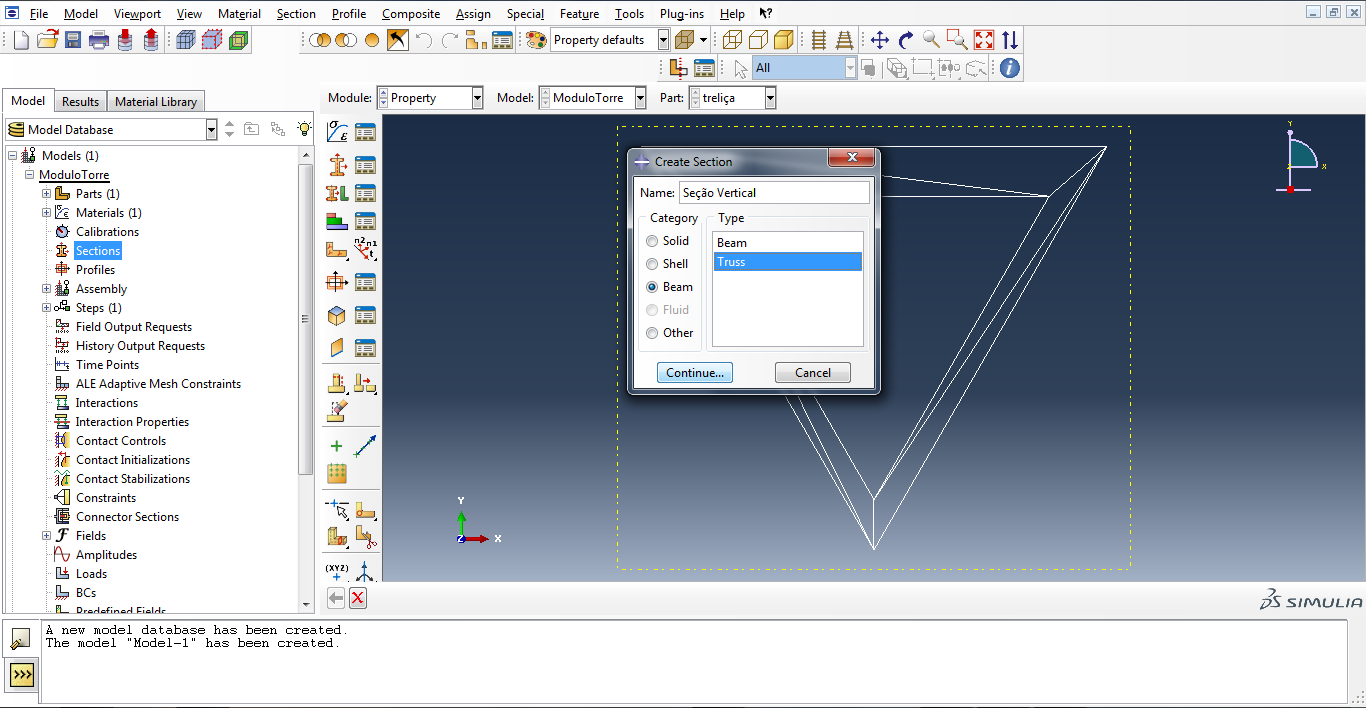 File Model Viewport View Material Section Profile Composite Assign Special Feature Tools Plug-ins Help
Property defaults
All
Model Results Material Library
Module: Property Model: ModuloTorre Part: treliça
Model Database
Models (1)
ModuloTorre
Parts (1)
Materials (1)
Calibrations
Sections
Profiles
Assembly
Steps (1)
Field Output Requests
History Output Requests
Time Points
ALE Adaptive Mesh Constraints
Interactions
Interaction Properties
Contact Controls
Contact Initializations
Contact Stabilizations
Constraints
Connector Sections
Fields
Amplitudes
Loads
BCs
Predefined Fields
(XYZ)
Create Section
Name: Seção Vertical
Category Type
Solid
Shell
Beam
Fluid
Other
Beam
Truss
Continue... Cancel
Y
X
Z
Y
X
SIMULIA
A new model database has been created.
The model "Model-1" has been created.
>>>